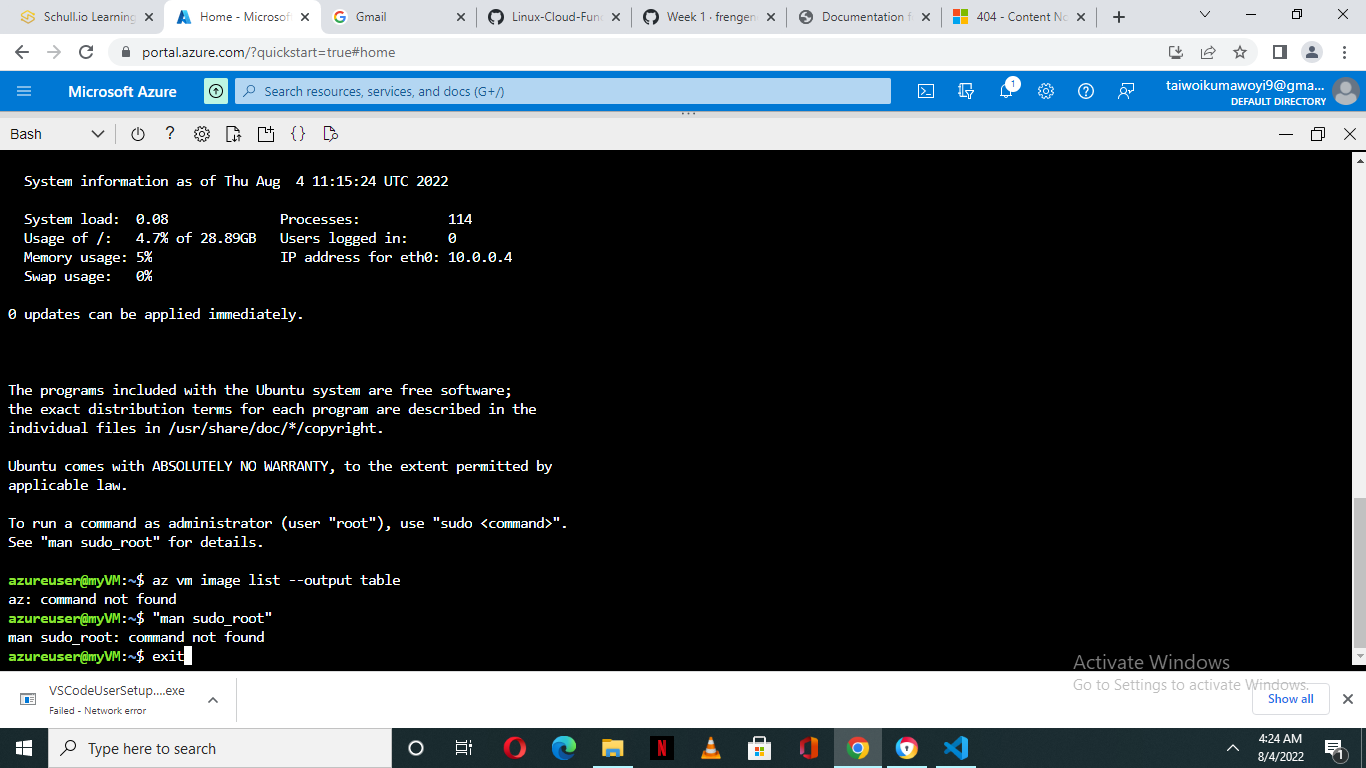 Schull.io Learning
Home - Microsof
Gmail
Linux-Cloud-Fun
Week 1 · frengen
Documentation f
404 - Content No
portal.azure.com/?quickstart=true#home
Microsoft Azure
Search resources, services, and docs (G+/)
1
taiwoikumawoyi9@gma...
DEFAULT DIRECTORY
Bash
System information as of Thu Aug  4 11:15:24 UTC 2022
System load:  0.08              Processes:           114
Usage of /:   4.7% of 28.89GB   Users logged in:     0
Memory usage: 5%                IP address for eth0: 10.0.0.4
Swap usage:   0%
0 updates can be applied immediately.
The programs included with the Ubuntu system are free software;
the exact distribution terms for each program are described in the
individual files in /usr/share/doc/*/copyright.
Ubuntu comes with ABSOLUTELY NO WARRANTY, to the extent permitted by
applicable law.
To run a command as administrator (user "root"), use "sudo <command>".
See "man sudo_root" for details.
azureuser@myVM:~$ az vm image list --output table
az: command not found
azureuser@myVM:~$ "man sudo_root"
man sudo_root: command not found
azureuser@myVM:~$ exit
Activate Windows
Go to Settings to activate Windows.
VSCodeUserSetup....exe
Failed - Network error
Show all
Type here to search
N
4:24 AM
8/4/2022
1